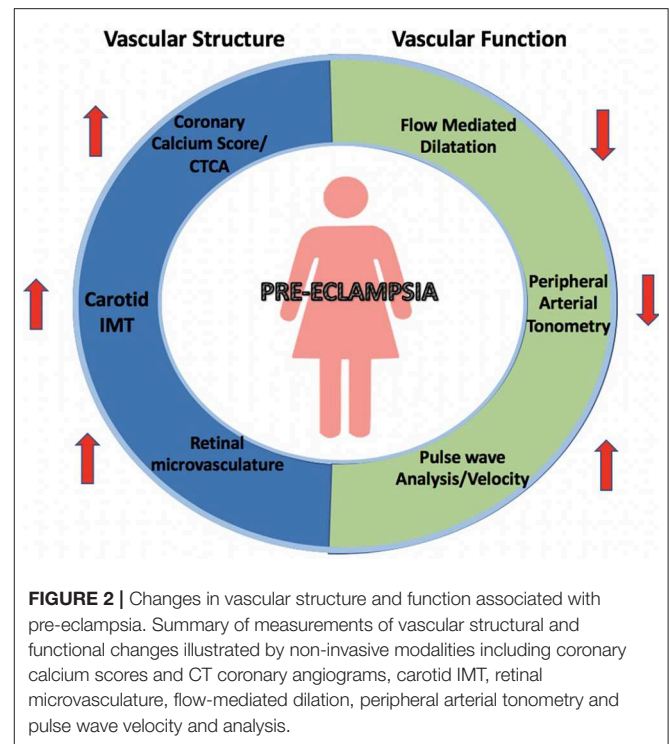 Vascular Structure
Vascular Function
Coronary
Calcium Score/
CTCA
Flow Mediated
Dilatation
Carotid
IMT
PRE-ECLAMPSIA
Peripheral
Arterial
Tonometry
Retinal
microvasculature
Pulse wave
Analysis/Velocity
FIGURE 2 | Changes in vascular structure and function associated with
pre-eclampsia. Summary of measurements of vascular structural and
functional changes illustrated by non-invasive modalities including coronary
calcium scores and CT coronary angiograms, carotid IMT, retinal
microvasculature, flow-mediated dilation, peripheral arterial tonometry and
pulse wave velocity and analysis.